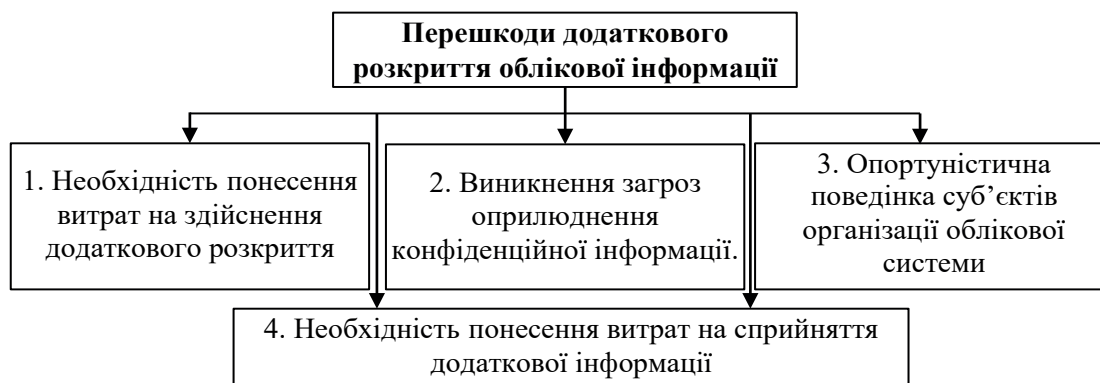 Перешкоди додаткового
розкриття облікової інформації
1. Необхідність понесення
витрат на здійснення
додаткового розкриття
2. Виникнення загроз
оприлюднення
конфіденційної інформації.
3. Опортуністична
поведінка суб’єктів
організації облікової
системи
4. Необхідність понесення витрат на сприйняття
додаткової інформації